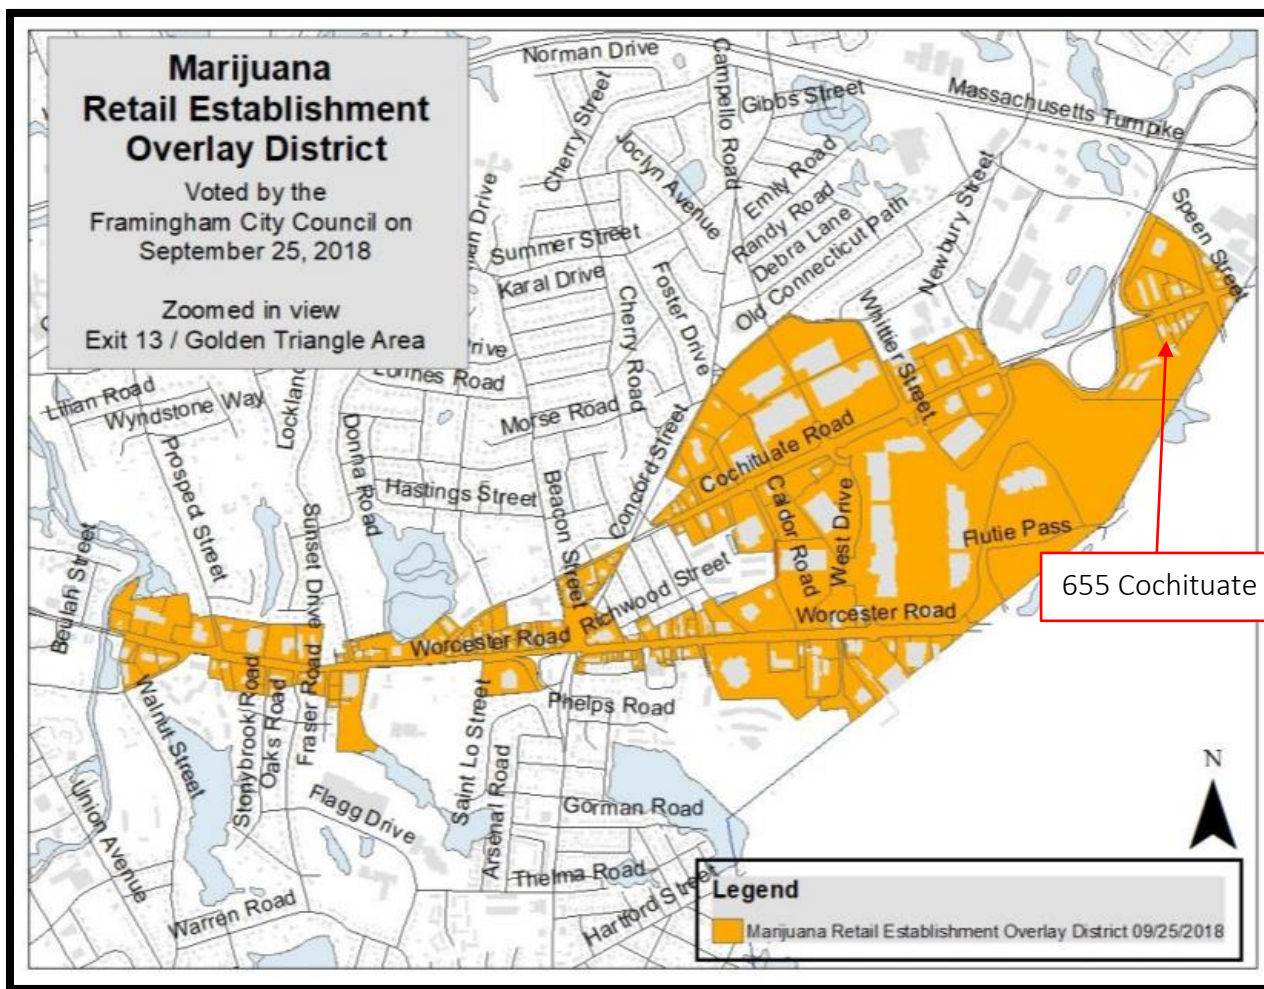 Marijuana
Retail Establishment
Overlay District
Voted by the
Framingham City Council on
September 25, 2018
Zoomed in view
Exit 13 / Golden Triangle Area
Norman Drive
Campello Road
Gibbs Street
Massachusetts Turnpike
Cherry Street
Joclyn Avenue
Emily Road
Randy Road
Debra Lane
Old Connecticut Path
Newbury Street
Speen Street
Summer Street
Karal Drive
Foster Drive
Cherry Road
Whittier Street
Drive
Lilian Road
Wyndstone Way
Morse Road
Prospect Street
Donna Road
Hastings Street
Beacon Street
Concord Street
Cochituate Road
Caldor Road
West Drive
Flutie Pass
655 Cochituate
Beulah Street
Sunset Drive
Richwood Street
Worcester Road
Worcester Road
Walnut Street
Stonybrook Road
Oaks Road
Fraser Road
Saint Lo Street
Phelps Road
Arsenal Road
Union Avenue
Flagg Drive
Gorman Road
Thelma Road
Hartford Street
Warren Road
N
Legend
Marijuana Retail Establishment Overlay District 09/25/2018